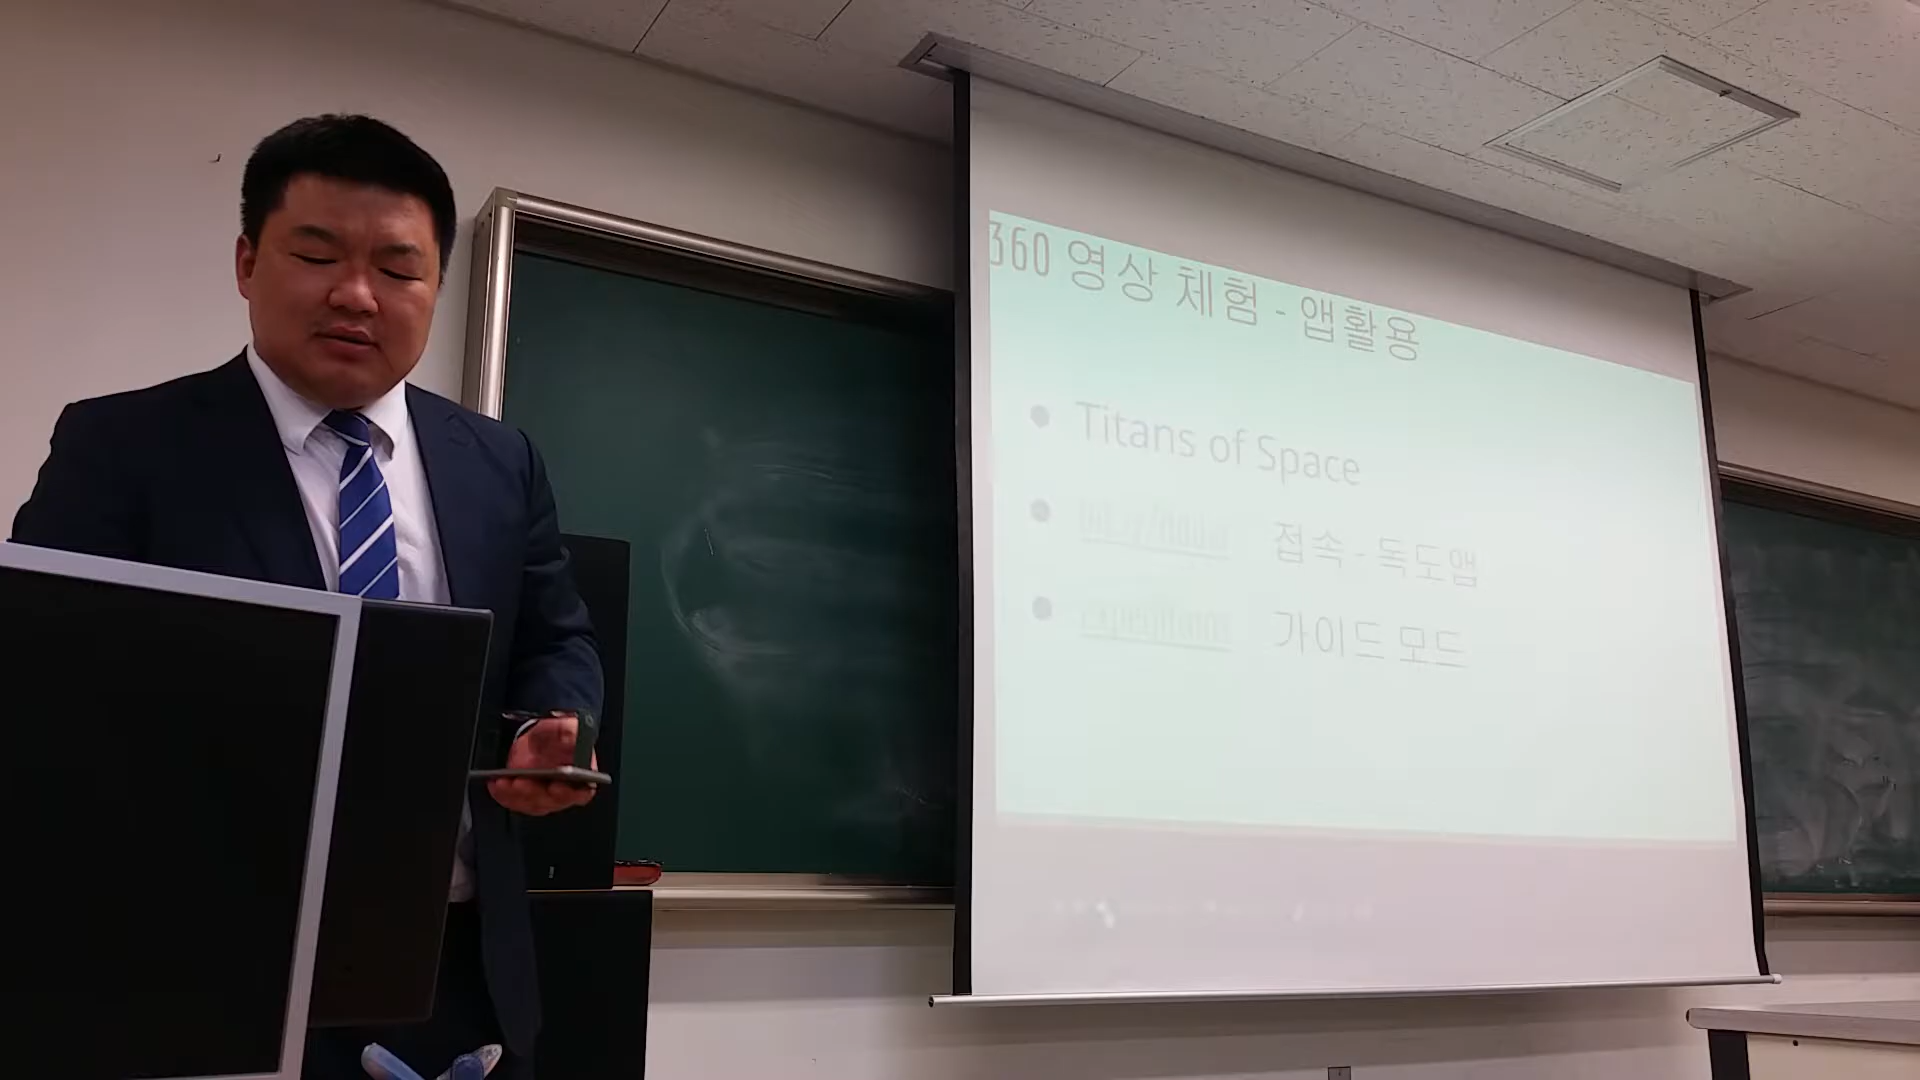 360 영상 체험 - 앱활용
Titans of Space
접속 - 독도앱
가이드 모드